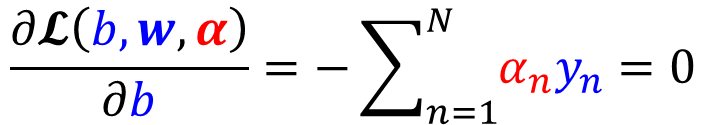 ∂𝓛(b, w, α)/∂b = − ∑_{n=1}^{N} α_n y_n = 0